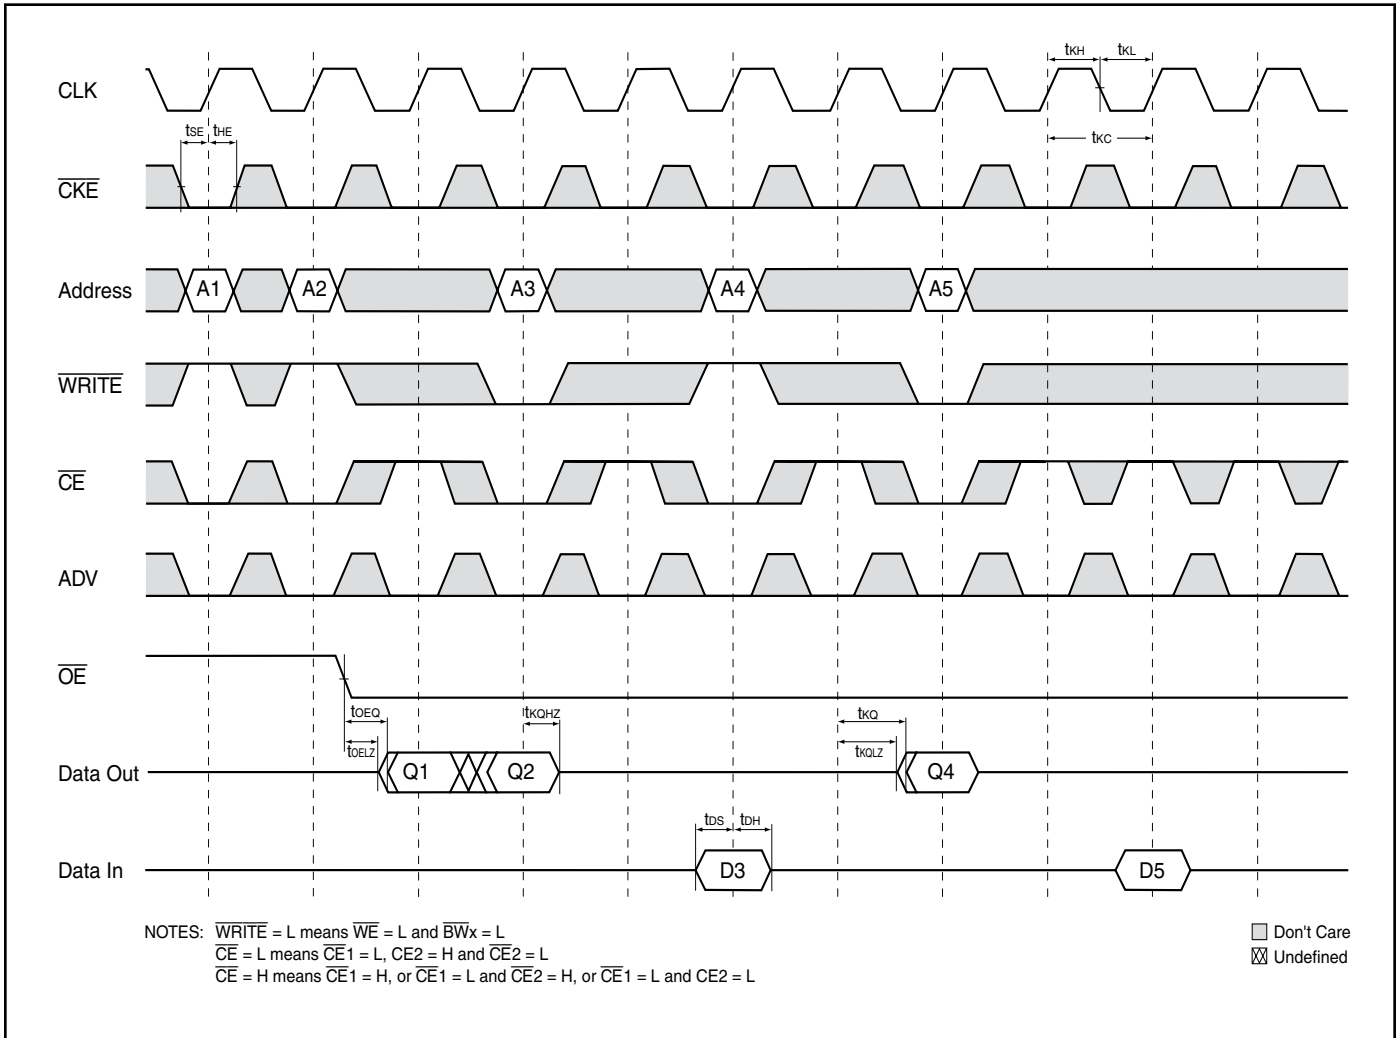 tKH tKL
CLK
tSE tHE
tKC
CKE
Address A1 A2 A3 A4 A5
WRITE
CE
ADV
OE
tOEQ tKQHZ tKQ
tOELZ tKQLZ
Data Out Q1 Q2 Q4
tDS tDH
Data In D3 D5
NOTES: WRITE = L means WE = L and BWx = L
CE = L means CE1 = L, CE2 = H and CE2 = L
CE = H means CE1 = H, or CE1 = L and CE2 = H, or CE1 = L and CE2 = L
Don't Care
Undefined